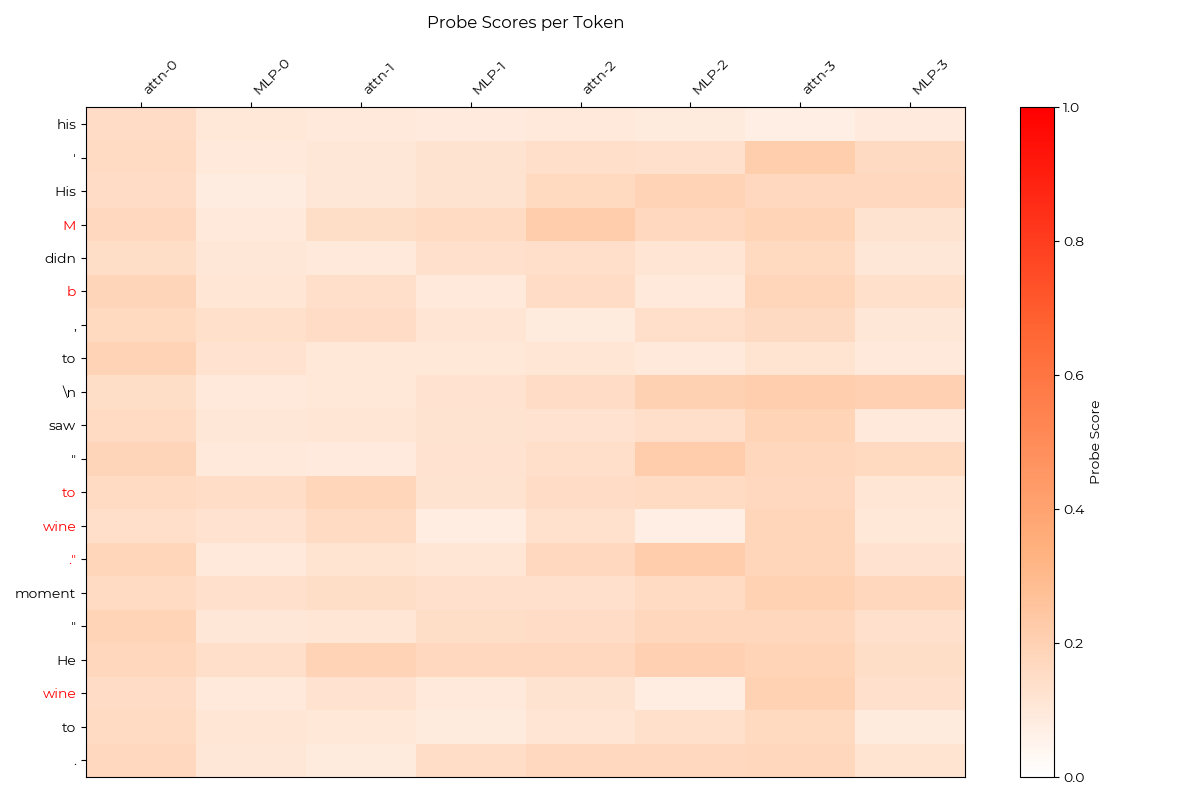 Probe Scores per Token
attn-0 MLP-0 attn-1 MLP-1 attn-2 MLP-2 attn-3 MLP-3
his
'
His
M
didn
b
,
to
\n
saw
"
to
wine
."
moment
"
He
wine
to
.
1.0
0.8
0.6
0.4
0.2
0.0
Probe Score